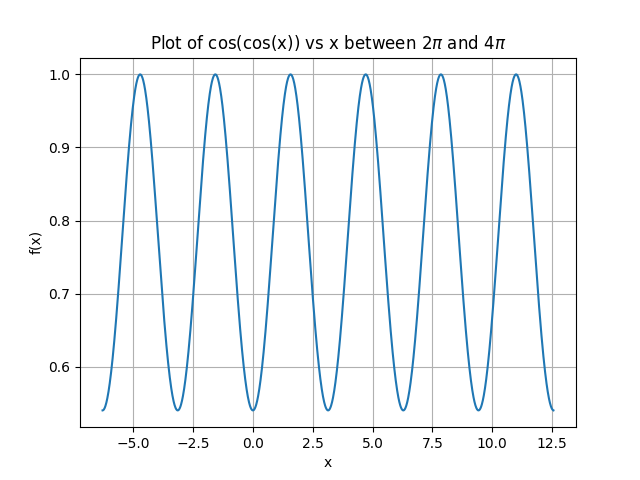 Plot of cos(cos(x)) vs x between 2π and 4π
1.0
0.9
0.8
0.7
0.6
f(x)
−5.0 −2.5 0.0 2.5 5.0 7.5 10.0 12.5
x